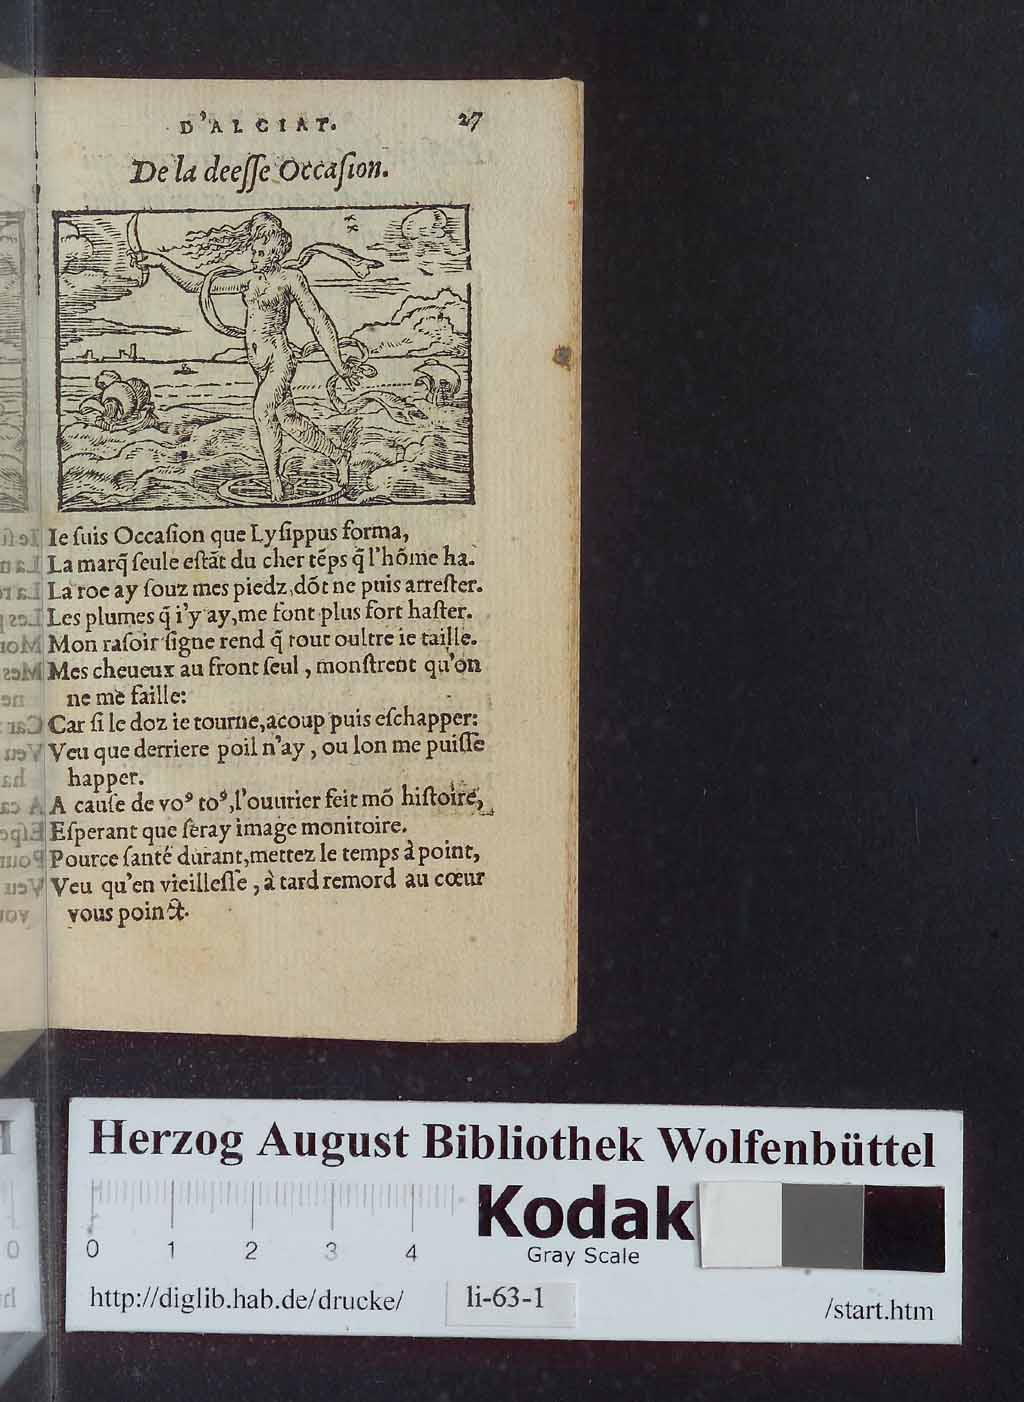 D'ALCIAT. 27
De la deeſſe Occaſion.
Ie ſuis Occaſion que Lyſippus forma,
La marq̃ ſeule eſtãt du cher tẽps q̃ l'hõme ha.
La roe ay ſouz mes piedz, dõt ne puis arreſter.
Les plumes q̃ i'y ay, me font plus fort haſter.
Mon raſoir ſigne rend q̃ tout oultre ie taille.
Mes cheueux au front ſeul, monſtrent qu'on
ne me faille:
Car ſi le doz ie tourne, acoup puis eſchapper:
Veu que derriere poil n'ay, ou lon me puiſſe
happer.
A cauſe de voꝰ toꝰ, l'ouurier feit mõ hiſtoire,
Eſperant que ſeray image monitoire.
Pource ſanté durant, mettez le temps à point,
Veu qu'en vieilleſſe, à tard remord au cœur
vous poinct.
Herzog August Bibliothek Wolfenbüttel
0 1 2 3 4
Kodak
Gray Scale
http://diglib.hab.de/drucke/ li-63-1 /start.htm